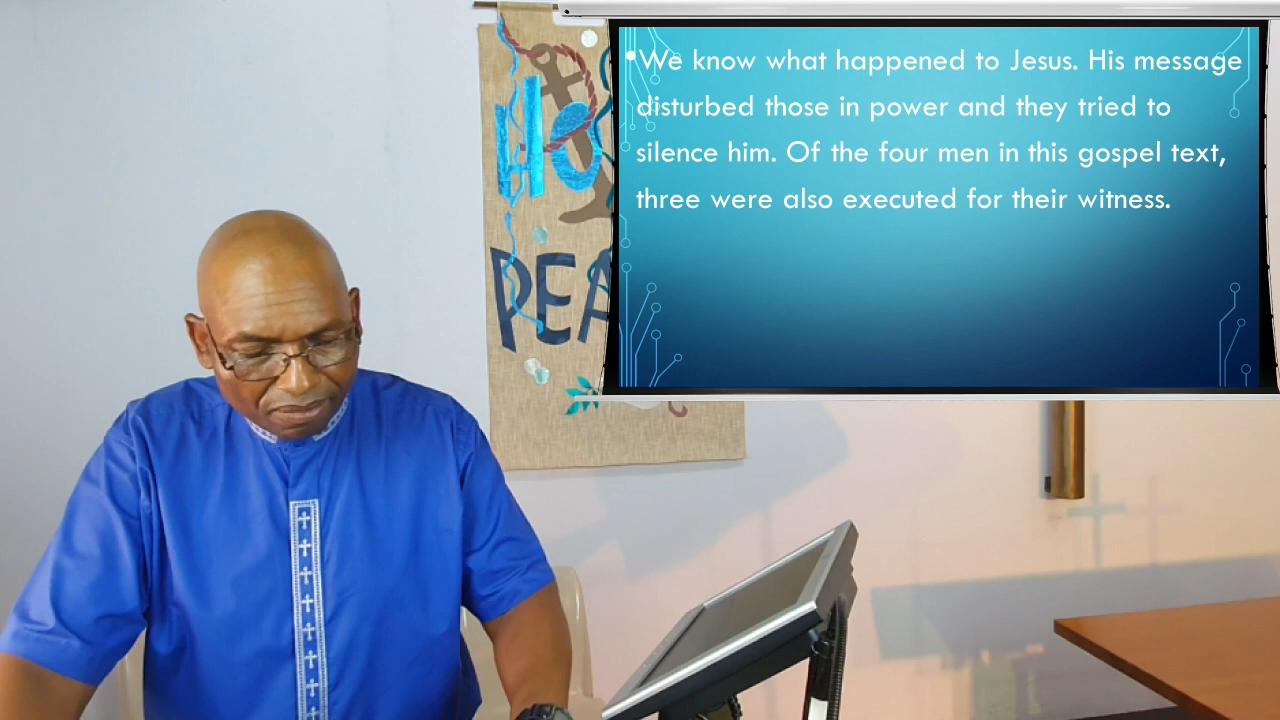 HO
PEA
We know what happened to Jesus. His message
disturbed those in power and they tried to
silence him. Of the four men in this gospel text,
three were also executed for their witness.